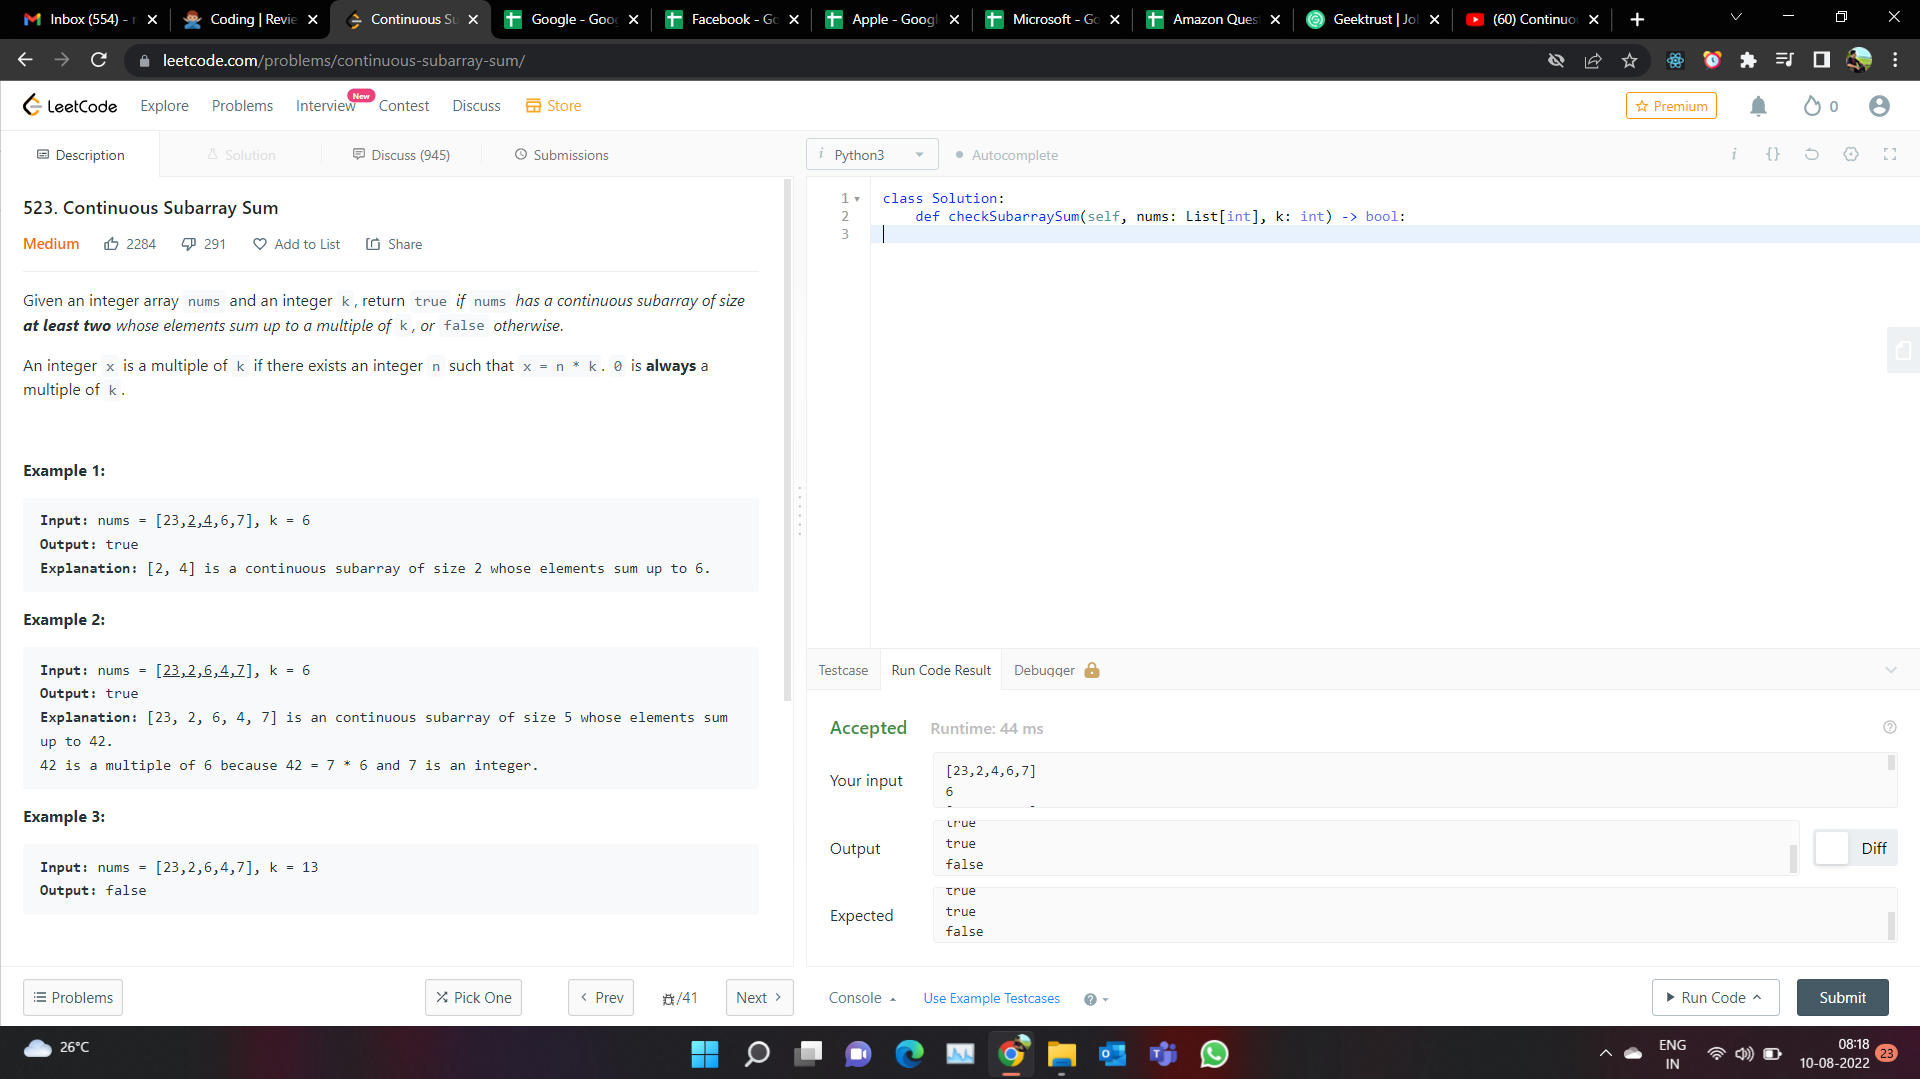 Inbox (554) -
Coding | Revie
Continuous Su
Google - Goog
Facebook - Go
Apple - Googl
Microsoft - Go
Amazon Ques
Geektrust | Jo
(60) Continuo
leetcode.com/problems/continuous-subarray-sum/
LeetCode Explore Problems Interview New Contest Discuss Store
Premium 0
Description Solution Discuss (945) Submissions
i Python3 Autocomplete i {}
523. Continuous Subarray Sum
Medium 2284 291 Add to List Share
Given an integer array nums and an integer k, return true if nums has a continuous subarray of size
at least two whose elements sum up to a multiple of k, or false otherwise.
An integer x is a multiple of k if there exists an integer n such that x = n * k. 0 is always a
multiple of k.
Example 1:
Input: nums = [23,2,4,6,7], k = 6
Output: true
Explanation: [2, 4] is a continuous subarray of size 2 whose elements sum up to 6.
Example 2:
Input: nums = [23,2,6,4,7], k = 6
Output: true
Explanation: [23, 2, 6, 4, 7] is an continuous subarray of size 5 whose elements sum
up to 42.
42 is a multiple of 6 because 42 = 7 * 6 and 7 is an integer.
Example 3:
Input: nums = [23,2,6,4,7], k = 13
Output: false
1 class Solution:
2 def checkSubarraySum(self, nums: List[int], k: int) -> bool:
3
Testcase Run Code Result Debugger
Accepted Runtime: 44 ms
Your input
[23,2,4,6,7]
6
Output
true
true
false
Diff
Expected
true
true
false
Problems Pick One Prev /41 Next
Console Use Example Testcases Run Code Submit
26°C
ENG
IN
08:18
10-08-2022
23